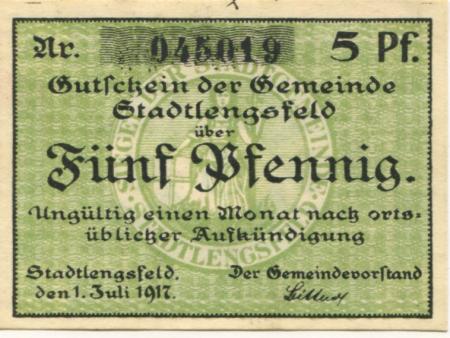 Nr. 045019 5 Pf.
Gutschein der Gemeinde
Stadtlengsfeld
über
Fünf Pfennig.
Ungültig einen Monat nach orts-
üblicher Aufkündigung
Stadtlengsfeld. Der Gemeindevorstand
den 1. Juli 1917.